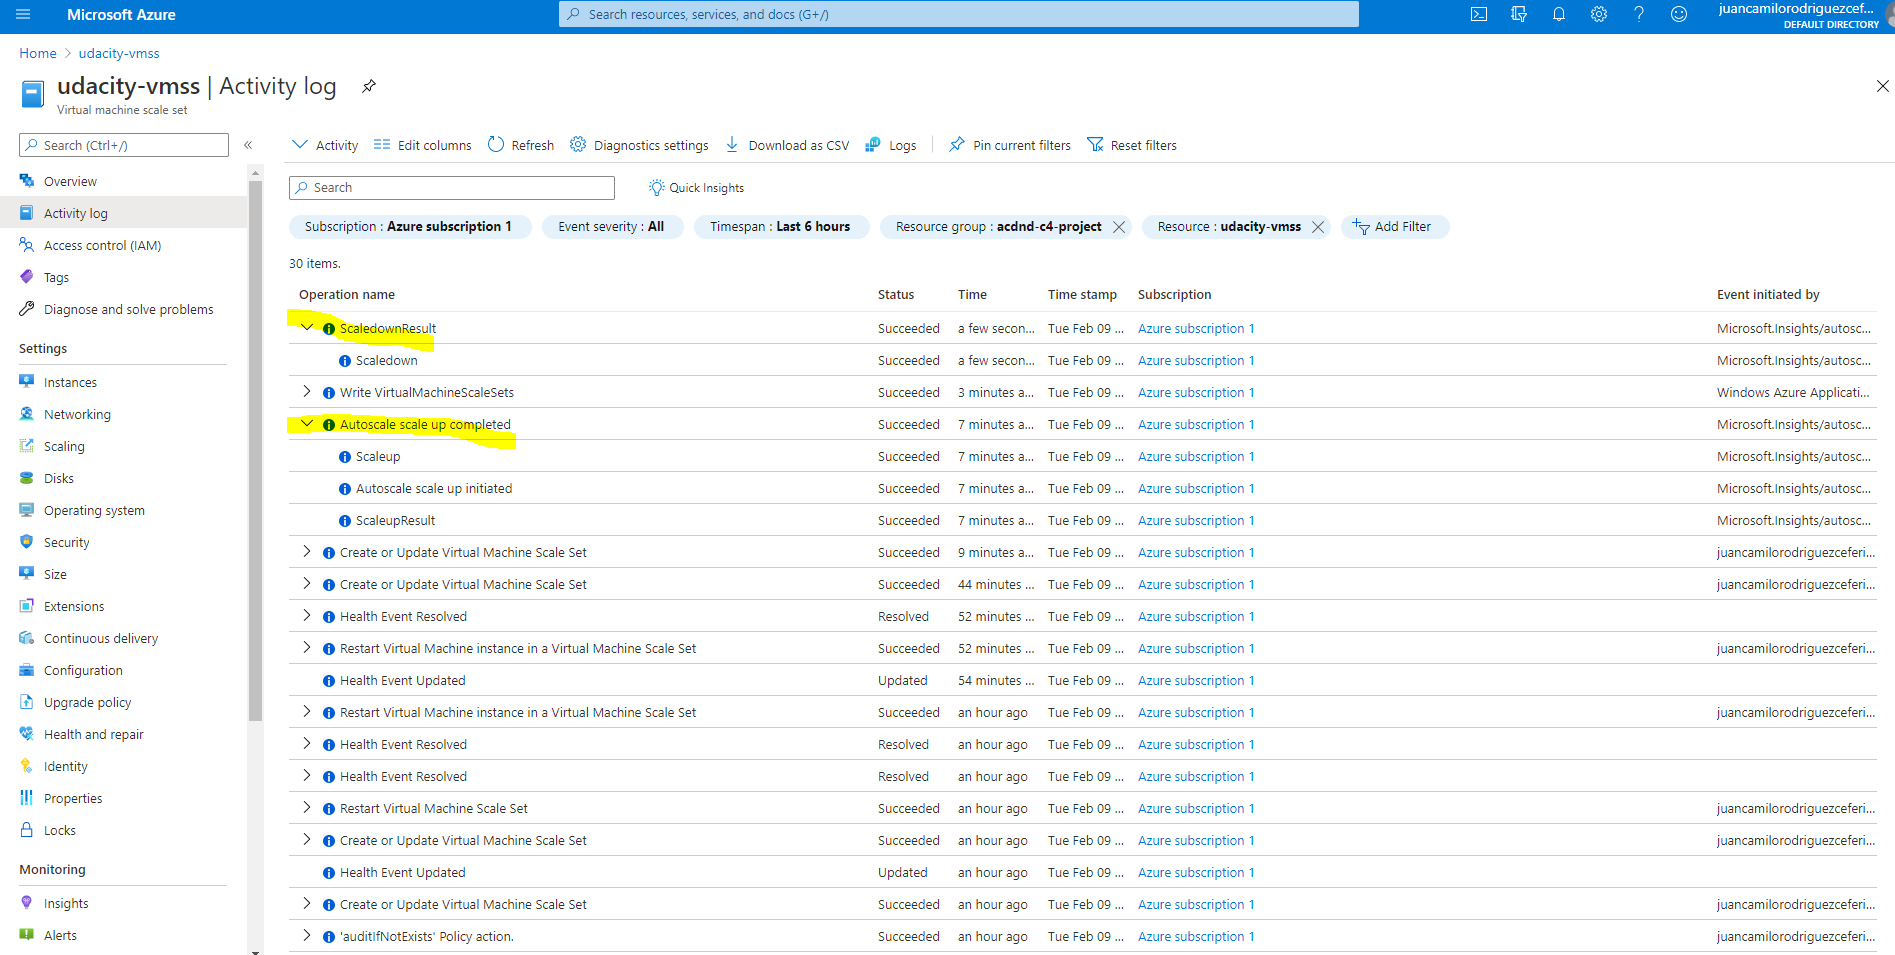 Microsoft Azure
Search resources, services, and docs (G+/)
juancamilorodriguezcef...
DEFAULT DIRECTORY
Home > udacity-vmss
udacity-vmss | Activity log
Virtual machine scale set
Search (Ctrl+/)
«
Overview
Activity log
Access control (IAM)
Tags
Diagnose and solve problems
Settings
Instances
Networking
Scaling
Disks
Operating system
Security
Size
Extensions
Continuous delivery
Configuration
Upgrade policy
Health and repair
Identity
Properties
Locks
Monitoring
Insights
Alerts
Activity Edit columns Refresh Diagnostics settings Download as CSV Logs Pin current filters Reset filters
Search Quick Insights
Subscription : Azure subscription 1 Event severity : All Timespan : Last 6 hours Resource group : acdnd-c4-project Resource : udacity-vmss Add Filter
30 items.
Operation name Status Time Time stamp Subscription Event initiated by
ScaledownResult Succeeded a few secon... Tue Feb 09 ... Azure subscription 1 Microsoft.Insights/autosc...
Scaledown Succeeded a few secon... Tue Feb 09 ... Azure subscription 1 Microsoft.Insights/autosc...
Write VirtualMachineScaleSets Succeeded 3 minutes a... Tue Feb 09 ... Azure subscription 1 Windows Azure Applicati...
Autoscale scale up completed Succeeded 7 minutes a... Tue Feb 09 ... Azure subscription 1 Microsoft.Insights/autosc...
Scaleup Succeeded 7 minutes a... Tue Feb 09 ... Azure subscription 1 Microsoft.Insights/autosc...
Autoscale scale up initiated Succeeded 7 minutes a... Tue Feb 09 ... Azure subscription 1 Microsoft.Insights/autosc...
ScaleupResult Succeeded 7 minutes a... Tue Feb 09 ... Azure subscription 1 Microsoft.Insights/autosc...
Create or Update Virtual Machine Scale Set Succeeded 9 minutes a... Tue Feb 09 ... Azure subscription 1 juancamilorodriguezceferi...
Create or Update Virtual Machine Scale Set Succeeded 44 minutes ... Tue Feb 09 ... Azure subscription 1 juancamilorodriguezceferi...
Health Event Resolved Resolved 52 minutes ... Tue Feb 09 ... Azure subscription 1
Restart Virtual Machine instance in a Virtual Machine Scale Set Succeeded 52 minutes ... Tue Feb 09 ... Azure subscription 1 juancamilorodriguezceferi...
Health Event Updated Updated 54 minutes ... Tue Feb 09 ... Azure subscription 1
Restart Virtual Machine instance in a Virtual Machine Scale Set Succeeded an hour ago Tue Feb 09 ... Azure subscription 1 juancamilorodriguezceferi...
Health Event Resolved Resolved an hour ago Tue Feb 09 ... Azure subscription 1
Health Event Resolved Resolved an hour ago Tue Feb 09 ... Azure subscription 1
Restart Virtual Machine Scale Set Succeeded an hour ago Tue Feb 09 ... Azure subscription 1 juancamilorodriguezceferi...
Create or Update Virtual Machine Scale Set Succeeded an hour ago Tue Feb 09 ... Azure subscription 1 juancamilorodriguezceferi...
Health Event Updated Updated an hour ago Tue Feb 09 ... Azure subscription 1
Create or Update Virtual Machine Scale Set Succeeded an hour ago Tue Feb 09 ... Azure subscription 1 juancamilorodriguezceferi...
'auditIfNotExists' Policy action. Succeeded an hour ago Tue Feb 09 ... Azure subscription 1 juancamilorodriguezceferi...